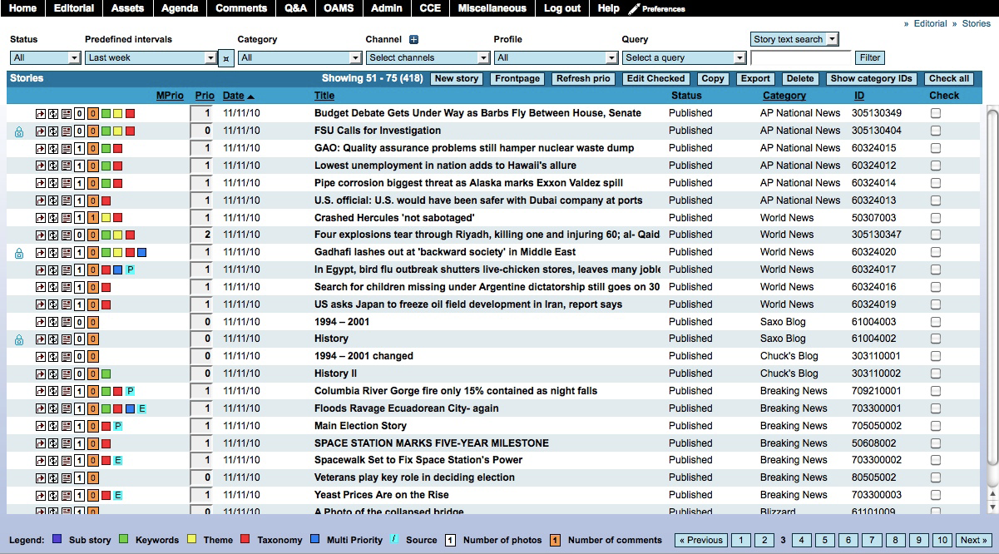 Home Editorial Assets Agenda Comments Q&A OAMS Admin CCE Miscellaneous Log out Help Preferences
» Editorial » Stories
Status Predefined intervals Category Channel Profile Query Story text search
All Last week ¤ All Select channels All Select a query Filter
Stories Showing 51 - 75 (418) New story Frontpage Refresh prio Edit Checked Copy Export Delete Show category IDs Check all
MPrio Prio Date Title Status Category ID Check
0 0 1 11/11/10 Budget Debate Gets Under Way as Barbs Fly Between House, Senate Published AP National News 305130349
0 0 0 11/11/10 FSU Calls for Investigation Published AP National News 305130404
1 0 1 11/11/10 GAO: Quality assurance problems still hamper nuclear waste dump Published AP National News 60324015
1 0 1 11/11/10 Lowest unemployment in nation adds to Hawaii's allure Published AP National News 60324012
1 0 1 11/11/10 Pipe corrosion biggest threat as Alaska marks Exxon Valdez spill Published AP National News 60324014
1 0 1 11/11/10 U.S. official: U.S. would have been safer with Dubai company at ports Published AP National News 60324013
1 1 1 11/11/10 Crashed Hercules 'not sabotaged' Published World News 50307003
0 0 2 11/11/10 Four explosions tear through Riyadh, killing one and injuring 60; al- Qaid Published World News 305130347
1 0 1 11/11/10 Gadhafi lashes out at 'backward society' in Middle East Published World News 60324020
1 0 P 1 11/11/10 In Egypt, bird flu outbreak shutters live-chicken stores, leaves many joble Published World News 60324017
1 0 1 11/11/10 Search for children missing under Argentine dictatorship still goes on 30 Published World News 60324016
1 0 1 11/11/10 US asks Japan to freeze oil field development in Iran, report says Published World News 60324019
0 0 0 11/11/10 1994 – 2001 Published Saxo Blog 61004003
0 0 0 11/11/10 History Published Saxo Blog 61004002
0 0 0 11/11/10 1994 – 2001 changed Published Chuck's Blog 303110001
0 0 0 11/11/10 History II Published Chuck's Blog 303110002
1 0 P 1 11/11/10 Columbia River Gorge fire only 15% contained as night falls Published Breaking News 709210001
1 0 E 1 11/11/10 Floods Ravage Ecuadorean City- again Published Breaking News 703300001
1 0 P 1 11/11/10 Main Election Story Published Breaking News 705050002
1 0 1 11/11/10 SPACE STATION MARKS FIVE-YEAR MILESTONE Published Breaking News 50608002
1 0 E 1 11/11/10 Spacewalk Set to Fix Space Station's Power Published Breaking News 703300002
1 0 0 11/11/10 Veterans play key role in deciding election Published Breaking News 80505002
1 0 E 1 11/11/10 Yeast Prices Are on the Rise Published Breaking News 703300003
1 0 0 11/11/10 A Photo of the collapsed bridge Published Blizzard 61101009
Legend: Sub story Keywords Theme Taxonomy Multi Priority / Source 1 Number of photos 1 Number of comments « Previous 1 2 3 4 5 6 7 8 9 10 Next »